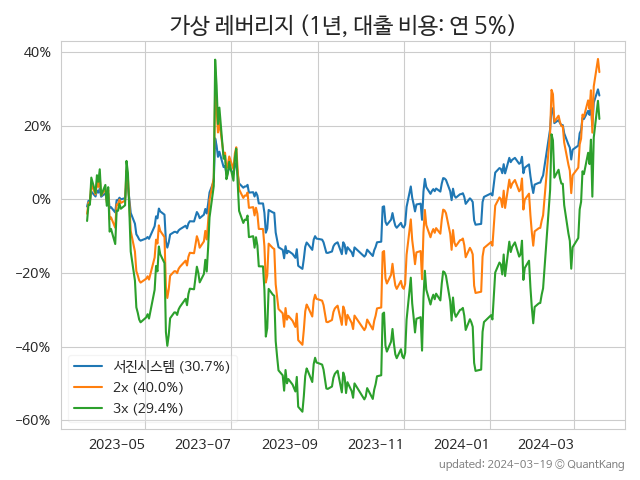 가상 레버리지 (1년, 대출 비용: 연 5%)
40%
20%
0%
−20%
−40%
−60%
서진시스템 (30.7%)
2x (40.0%)
3x (29.4%)
2023-05 2023-07 2023-09 2023-11 2024-01 2024-03
updated: 2024-03-19 © QuantKang